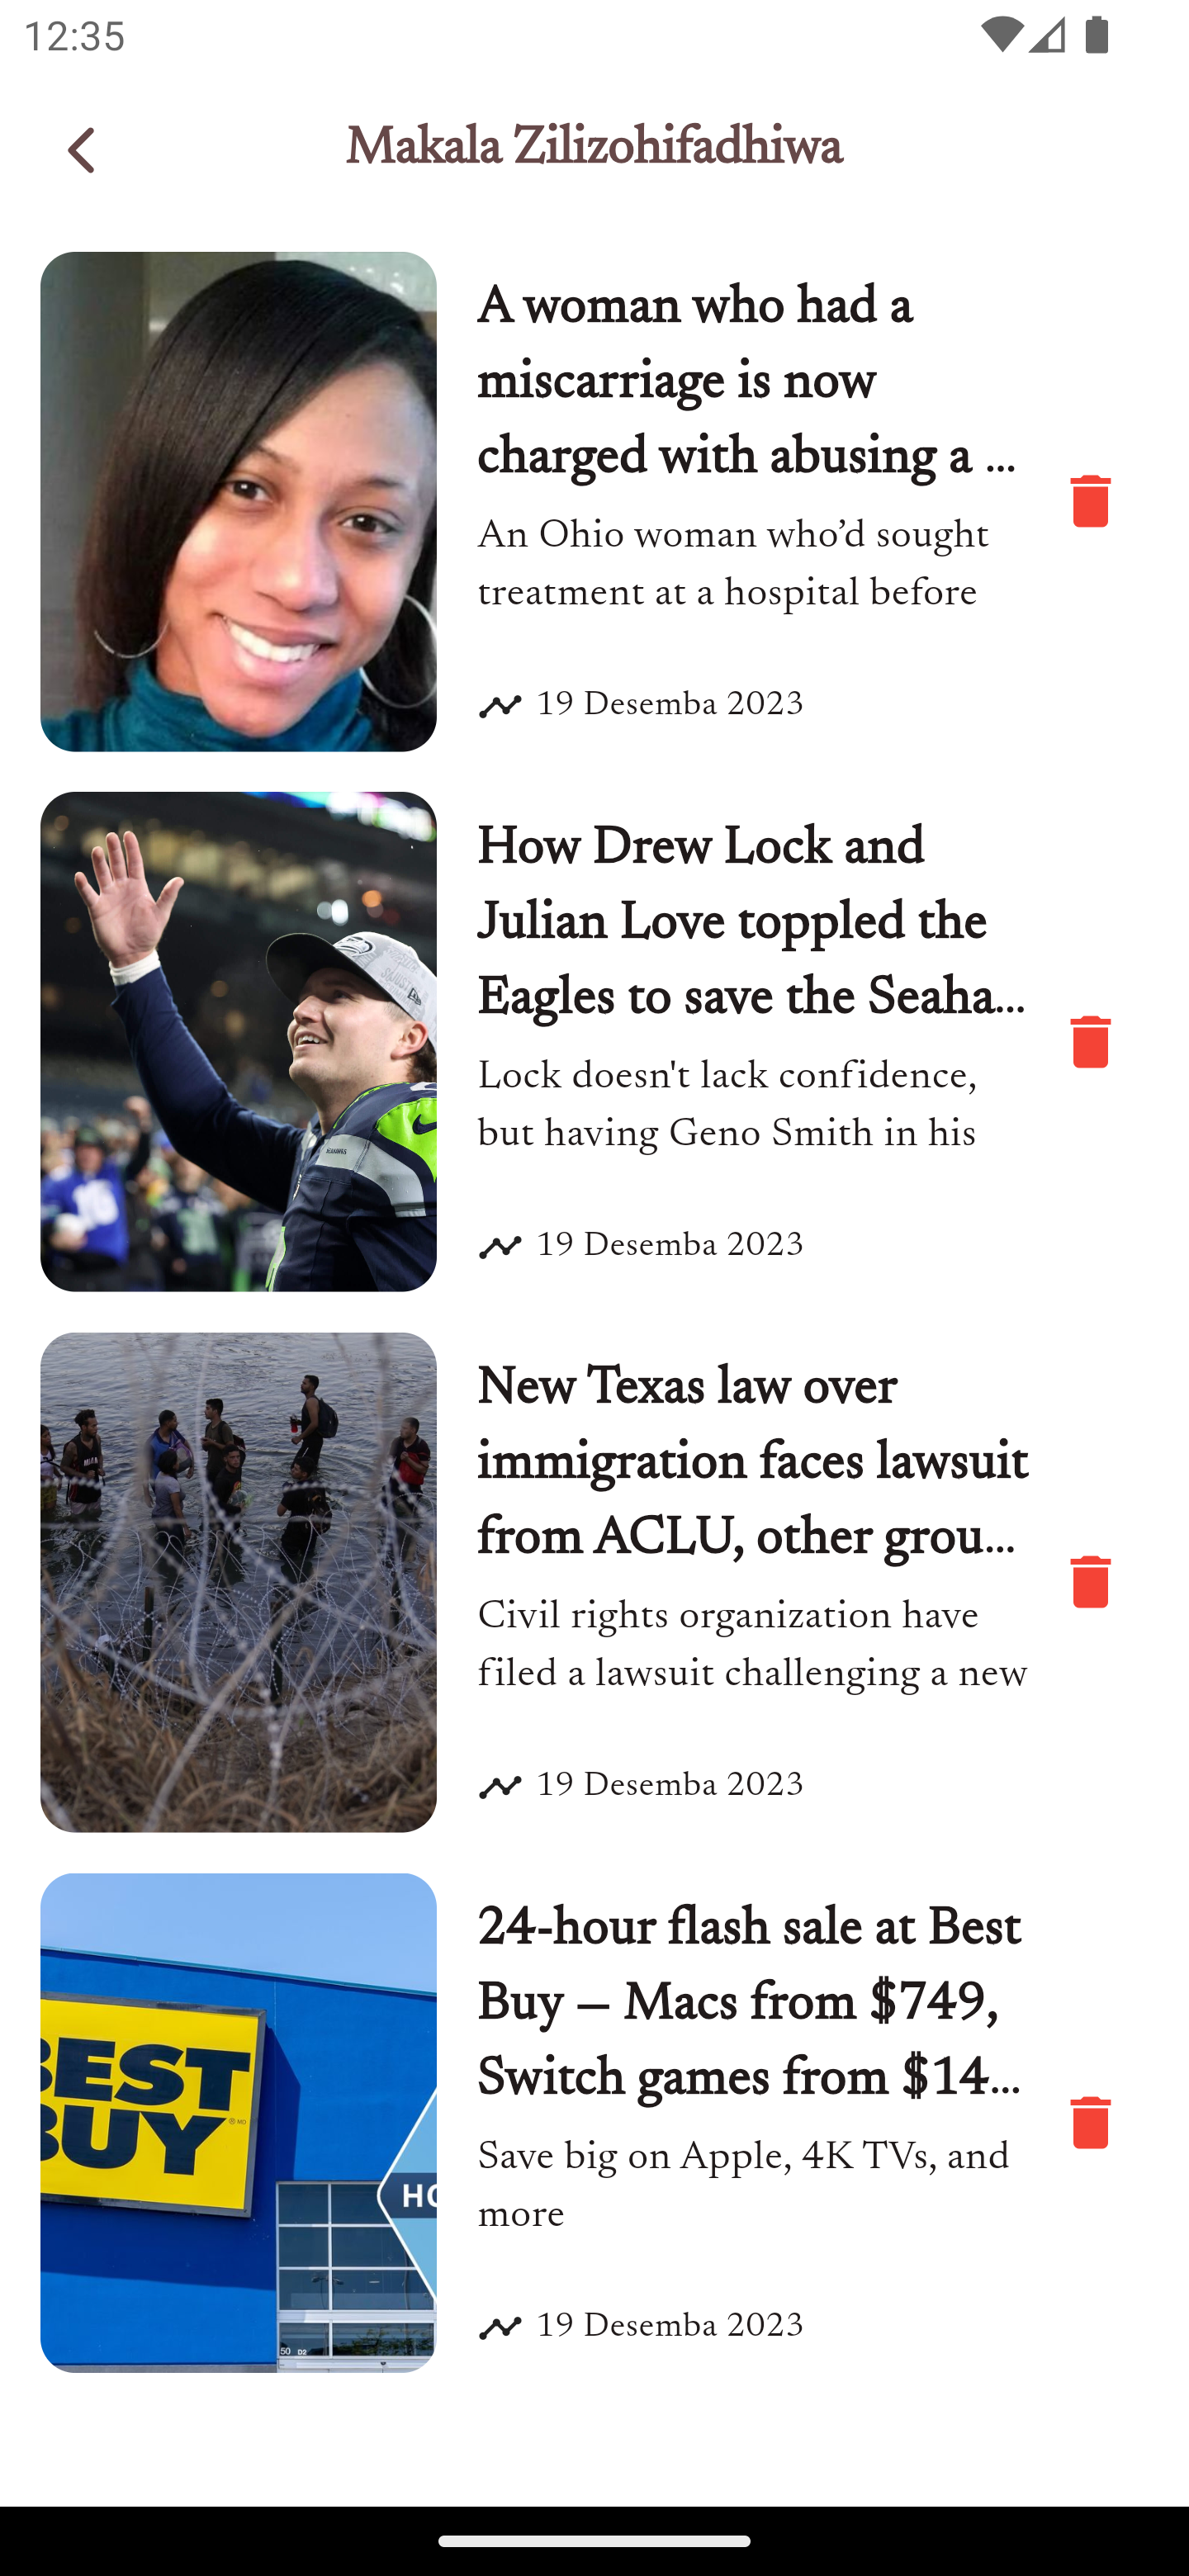 12:35
Makala Zilizohifadhiwa
A woman who had a
miscarriage is now
charged with abusing a ...
An Ohio woman who’d sought
treatment at a hospital before
19 Desemba 2023
How Drew Lock and
Julian Love toppled the
Eagles to save the Seaha...
Lock doesn't lack confidence,
but having Geno Smith in his
19 Desemba 2023
New Texas law over
immigration faces lawsuit
from ACLU, other grou...
Civil rights organization have
filed a lawsuit challenging a new
19 Desemba 2023
BEST
BUY
HO
50 D2
24-hour flash sale at Best
Buy — Macs from $749,
Switch games from $14...
Save big on Apple, 4K TVs, and
more
19 Desemba 2023